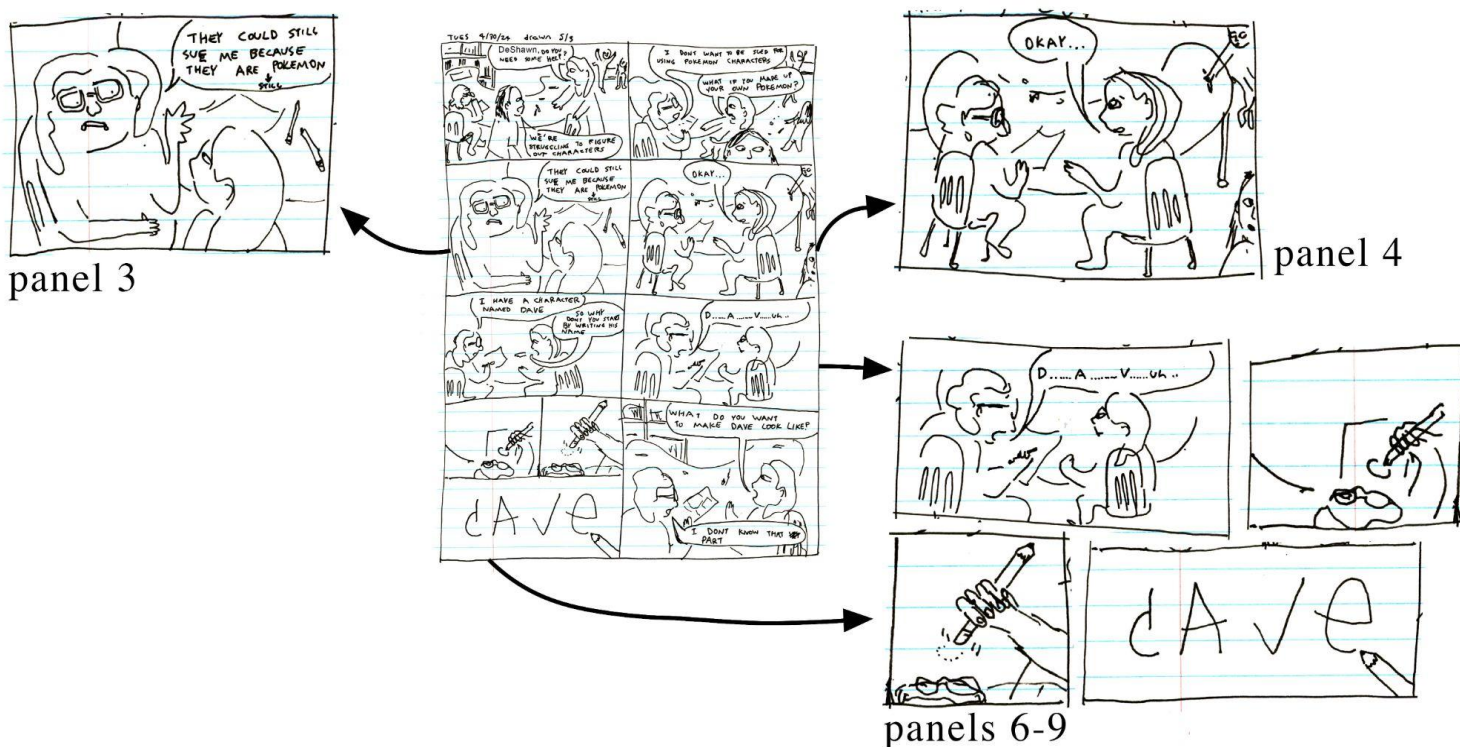 THEY COULD STILL
SUE ME BECAUSE
THEY ARE POKEMON
STILL
panel 3
TUES 4/30/24 drawn 5/3
DeShawn, DO YOU
NEED SOME HELP?
WE'RE
STRUGGLING TO FIGURE
OUT CHARACTERS
I DONT WANT TO BE SUED FOR
USING POKEMON CHARACTERS
WHAT IF YOU MADE UP
YOUR OWN POKEMON?
THEY COULD STILL
SUE ME BECAUSE
THEY ARE POKEMON
STILL
OKAY...
I HAVE A CHARACTER
NAMED DAVE
SO WHY
DONT YOU START
BY WRITING HIS
NAME
D......A.........V......uh..
dAVe
WHAT DO YOU WANT
TO MAKE DAVE LOOK LIKE?
I DONT KNOW THAT
PART
OKAY...
panel 4
D......A.........V......uh..
dAVe
panels 6-9